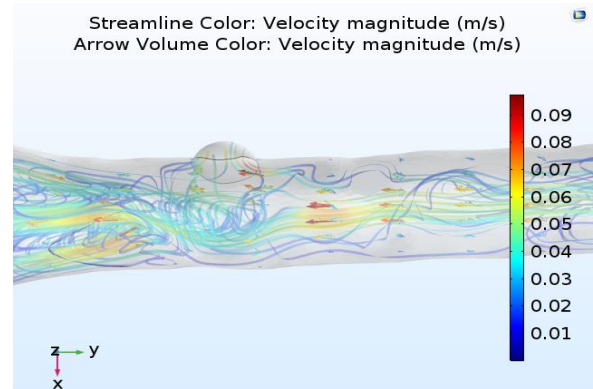 Streamline Color: Velocity magnitude (m/s)
Arrow Volume Color: Velocity magnitude (m/s)
0.09
0.08
0.07
0.06
0.05
0.04
0.03
0.02
0.01
z y
x